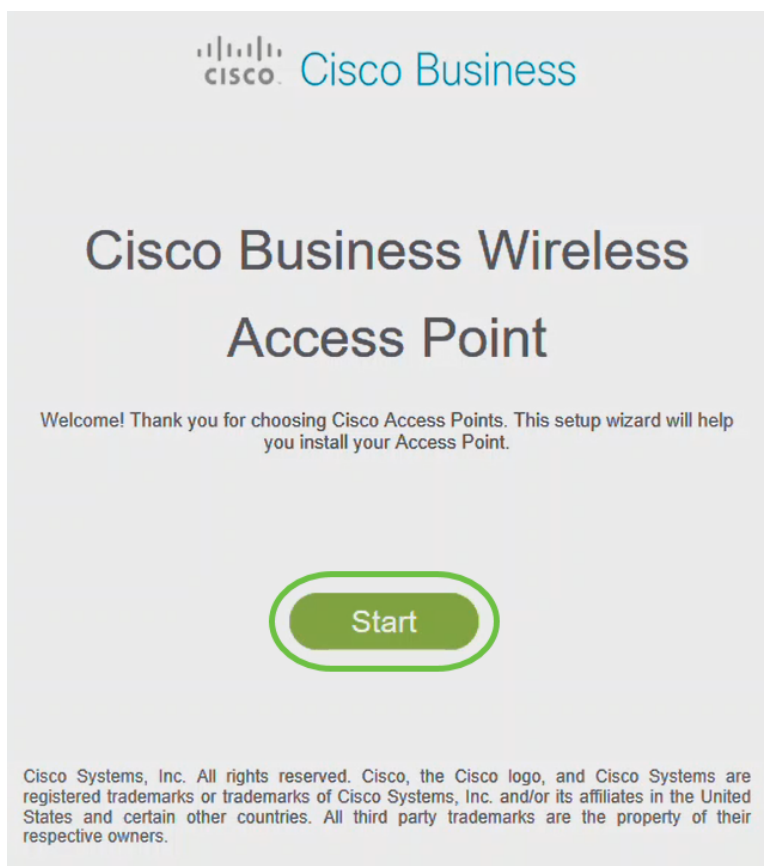 CISCO Cisco Business
Cisco Business Wireless
Access Point
Welcome! Thank you for choosing Cisco Access Points. This setup wizard will help
you install your Access Point.
Start
Cisco Systems, Inc. All rights reserved. Cisco, the Cisco logo, and Cisco Systems are
registered trademarks or trademarks of Cisco Systems, Inc. and/or its affiliates in the United
States and certain other countries. All third party trademarks are the property of their
respective owners.